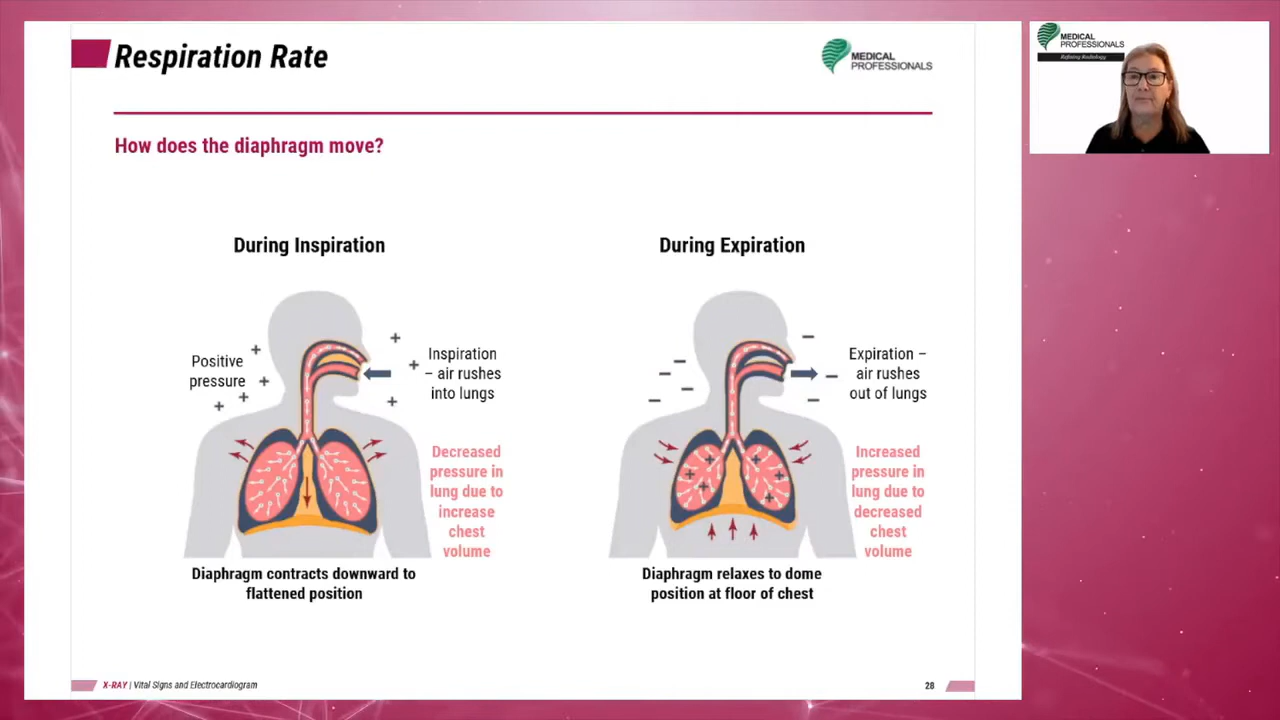 Respiration Rate
MEDICAL
PROFESSIONALS
MEDICAL
PROFESSIONALS
Refining Radiology
How does the diaphragm move?
During Inspiration
Positive
pressure
Inspiration
– air rushes
into lungs
Decreased
pressure in
lung due to
increase
chest
volume
Diaphragm contracts downward to
flattened position
During Expiration
Expiration –
air rushes
out of lungs
Increased
pressure in
lung due to
decreased
chest
volume
Diaphragm relaxes to dome
position at floor of chest
X-RAY | Vital Signs and Electrocardiogram
28